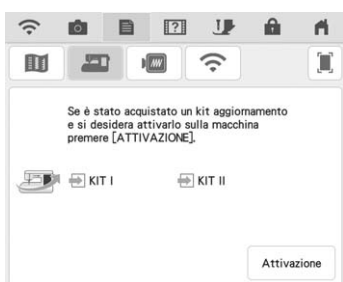 Se è stato acquistato un kit aggiornamento
e si desidera attivarlo sulla macchina
premere [ATTIVAZIONE].
KIT I KIT II
Attivazione